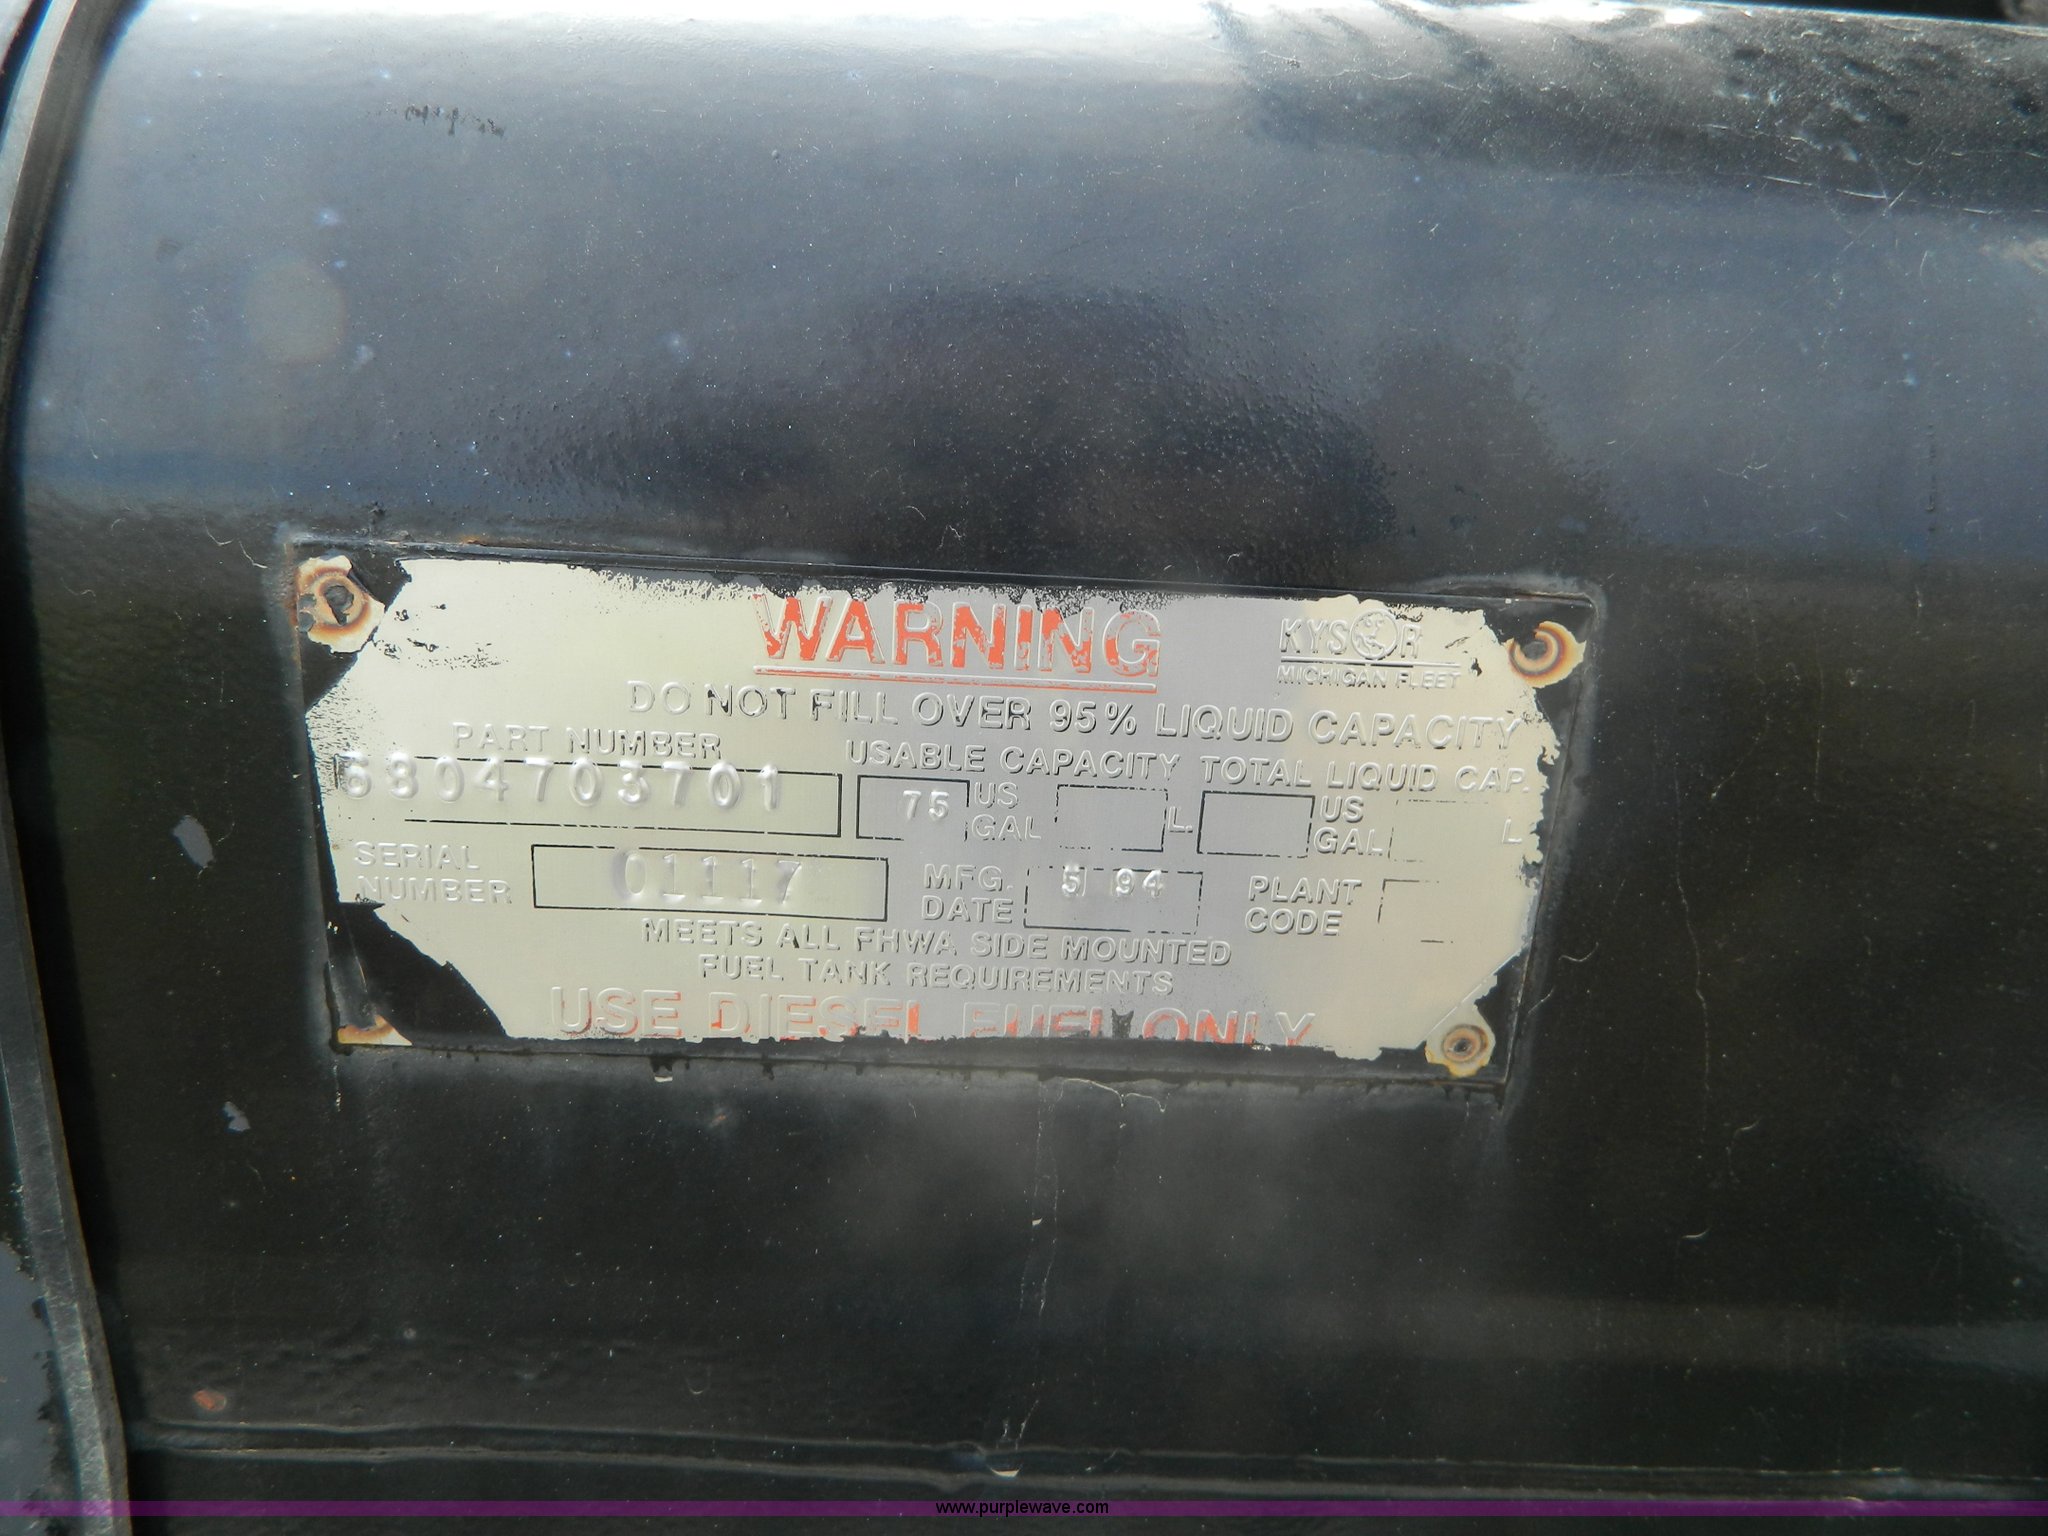 WARNING
KYSOR
MICHIGAN FLEET
DO NOT FILL OVER 95% LIQUID CAPACITY
PART NUMBER
USABLE CAPACITY TOTAL LIQUID CAP.
6804703701
75 US GAL L. US GAL L
SERIAL NUMBER 01117 MFG. DATE 5 94 PLANT CODE
MEETS ALL FHWA SIDE MOUNTED
FUEL TANK REQUIREMENTS
USE DIESEL FUEL ONLY
www.purplewave.com